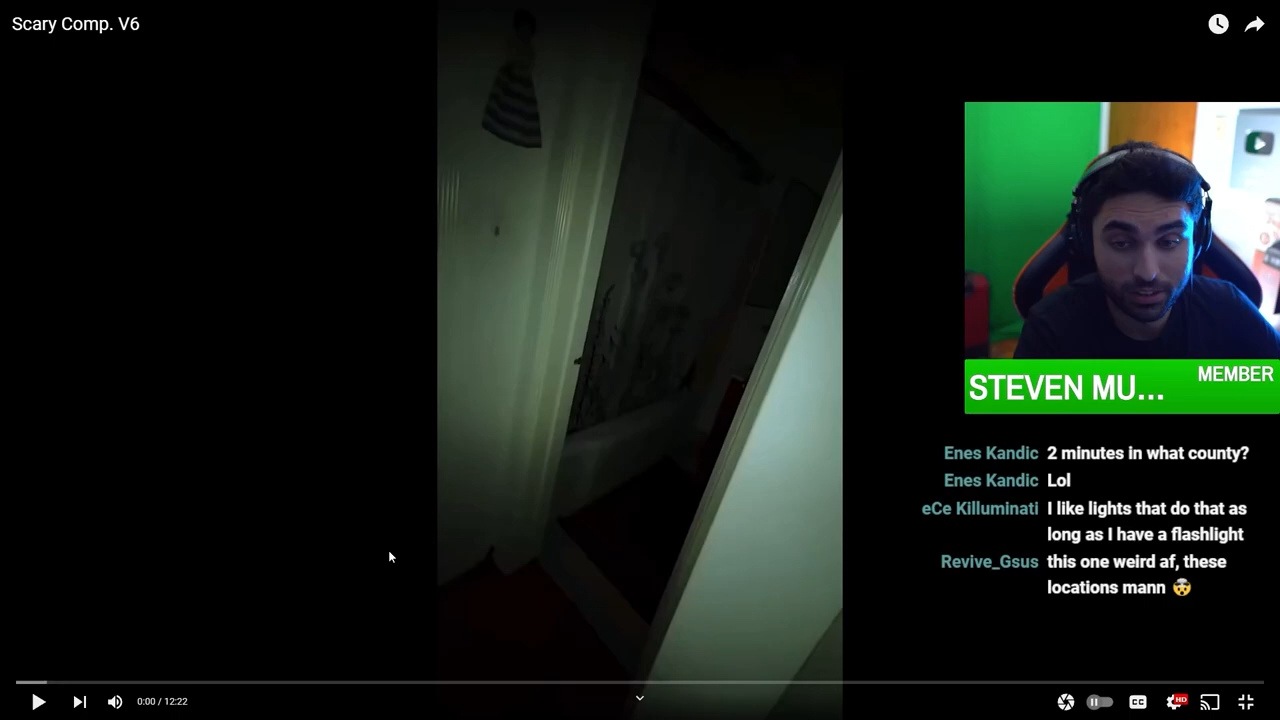 Scary Comp. V6
STEVEN MU...
MEMBER
Enes Kandic 2 minutes in what county?
Enes Kandic Lol
eCe Killuminati I like lights that do that as
long as I have a flashlight
Revive_Gsus this one weird af, these
locations mann 🤯
0:00 / 12:22
CC
HD